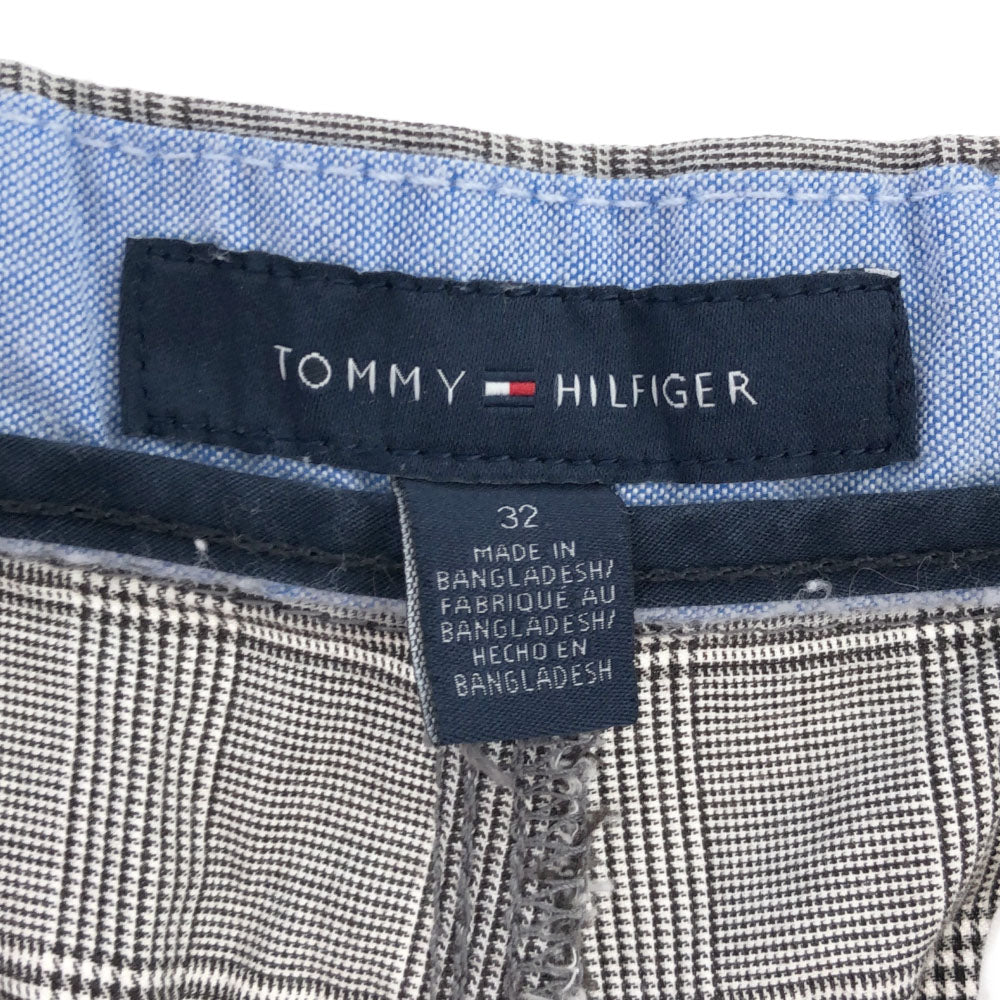 TOMMY HILFIGER
32
MADE IN
BANGLADESH/
FABRIQUÉ AU
BANGLADESH/
HECHO EN
BANGLADESH